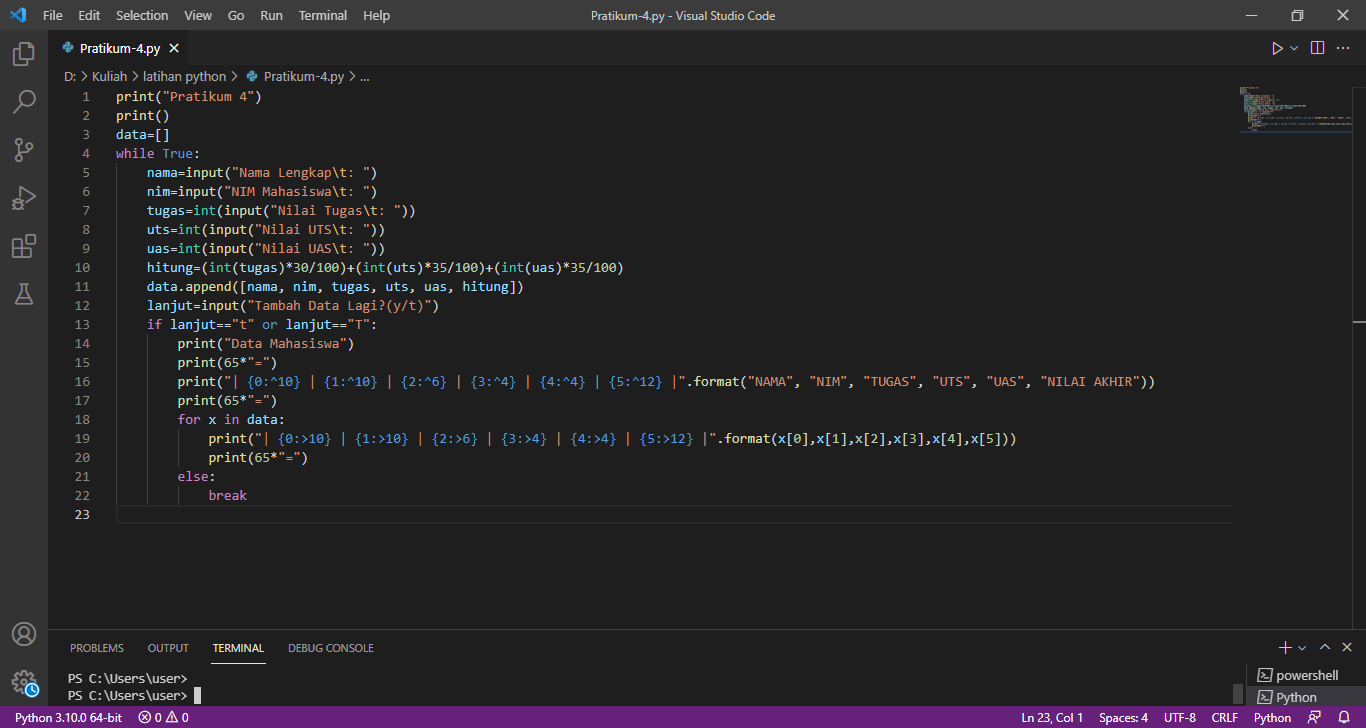 File Edit Selection View Go Run Terminal Help Pratikum-4.py - Visual Studio Code
Pratikum-4.py
D: > Kuliah > latihan python > Pratikum-4.py > ...
1 print("Pratikum 4")
2 print()
3 data=[]
4 while True:
5 nama=input("Nama Lengkap\t: ")
6 nim=input("NIM Mahasiswa\t: ")
7 tugas=int(input("Nilai Tugas\t: "))
8 uts=int(input("Nilai UTS\t: "))
9 uas=int(input("Nilai UAS\t: "))
10 hitung=(int(tugas)*30/100)+(int(uts)*35/100)+(int(uas)*35/100)
11 data.append([nama, nim, tugas, uts, uas, hitung])
12 lanjut=input("Tambah Data Lagi?(y/t)")
13 if lanjut=="t" or lanjut=="T":
14 print("Data Mahasiswa")
15 print(65*"=")
16 print("| {0:^10} | {1:^10} | {2:^6} | {3:^4} | {4:^4} | {5:^12} |".format("NAMA", "NIM", "TUGAS", "UTS", "UAS", "NILAI AKHIR"))
17 print(65*"=")
18 for x in data:
19 print("| {0:>10} | {1:>10} | {2:>6} | {3:>4} | {4:>4} | {5:>12} |".format(x[0],x[1],x[2],x[3],x[4],x[5]))
20 print(65*"=")
21 else:
22 break
23
PROBLEMS OUTPUT TERMINAL DEBUG CONSOLE
PS C:\Users\user>
PS C:\Users\user>
powershell
Python
Python 3.10.0 64-bit 0 0 Ln 23, Col 1 Spaces: 4 UTF-8 CRLF Python